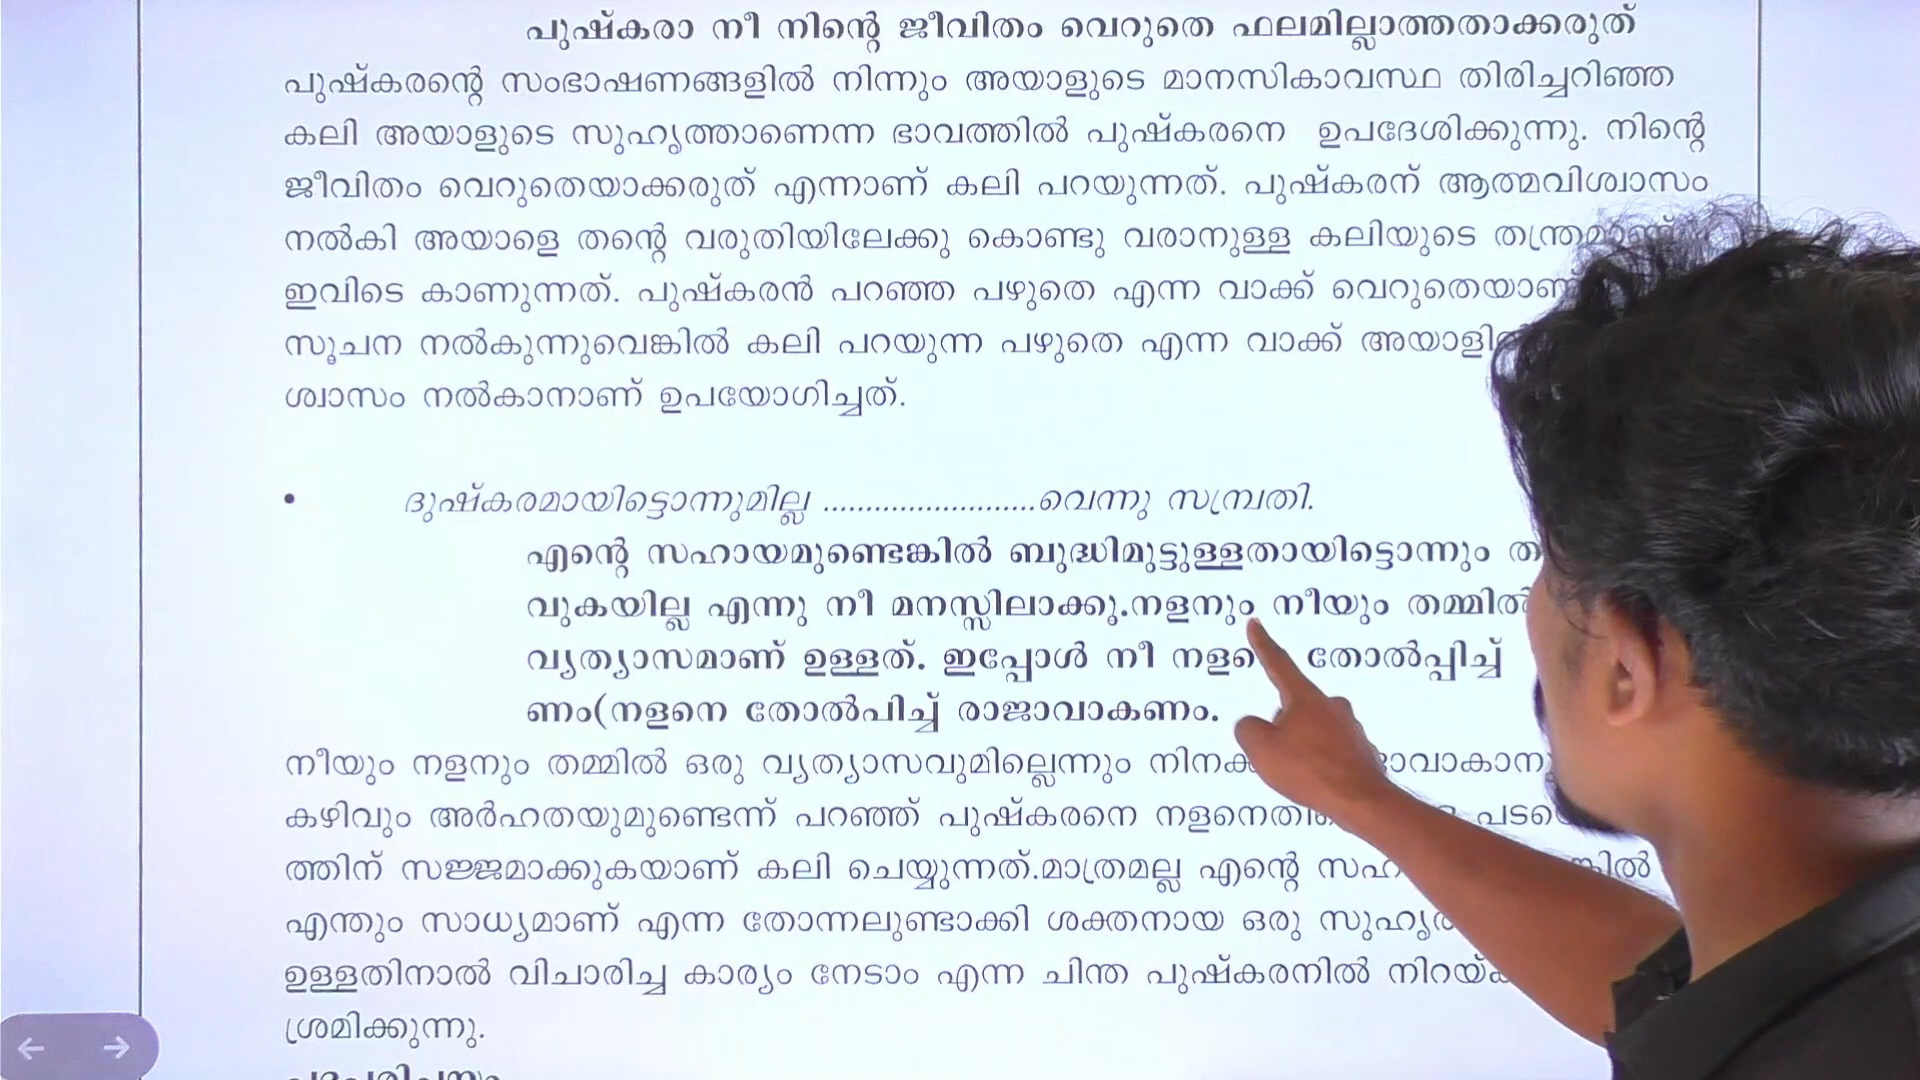 പുഷ്കരാ നീ നിന്റെ ജീവിതം വെറുതെ ഫലമില്ലാത്തതാക്കരുത്
പുഷ്കരന്റെ സംഭാഷണങ്ങളിൽ നിന്നും അയാളുടെ മാനസികാവസ്ഥ തിരിച്ചറിഞ്ഞ
കലി അയാളുടെ സുഹൃത്താണെന്ന ഭാവത്തിൽ പുഷ്കരനെ ഉപദേശിക്കുന്നു. നിന്റെ
ജീവിതം വെറുതെയാക്കരുത് എന്നാണ് കലി പറയുന്നത്. പുഷ്കരന് ആത്മവിശ്വാസം
നൽകി അയാളെ തന്റെ വരുതിയിലേക്കു കൊണ്ടു വരാനുള്ള കലിയുടെ തന്ത്രമാണ്
ഇവിടെ കാണുന്നത്. പുഷ്കരൻ പറഞ്ഞ പഴുതെ എന്ന വാക്ക്
സൂചന നൽകുന്നുവെങ്കിൽ കലി പറയുന്ന പഴുതെ എന്ന വാക്ക്
ശ്വാസം നൽകാനാണ് ഉപയോഗിച്ചത്.
• ദുഷ്കരമായിട്ടൊന്നുമില്ല ........................വെന്നു സമ്പ്രതി.
എന്റെ സഹായമുണ്ടെങ്കിൽ ബുദ്ധിമുട്ടുള്ളതായിട്ടൊന്നും
വുകയില്ല എന്നു നീ മനസ്സിലാക്കൂ.നളനും നീയും തമ്മിൽ
വ്യത്യാസമാണ് ഉള്ളത്. ഇപ്പോൾ നീ തോൽപ്പിച്ച്
ണം(നളനെ തോൽപിച്ച് രാജാവാകണം.
നീയും നളനും തമ്മിൽ ഒരു വ്യത്യാസവുമില്ലെന്നും
കഴിവും അർഹതയുമുണ്ടെന്ന് പറഞ്ഞ് പുഷ്കരനെ
ത്തിന് സജ്ജമാക്കുകയാണ് കലി ചെയ്യുന്നത്.മാത്രമല്ല എന്റെ
എന്തും സാധ്യമാണ് എന്ന തോന്നലുണ്ടാക്കി ശക്തനായ ഒരു
ഉള്ളതിനാൽ വിചാരിച്ച കാര്യം നേടാം എന്ന ചിന്ത പുഷ്കരനിൽ
ശ്രമിക്കുന്നു.